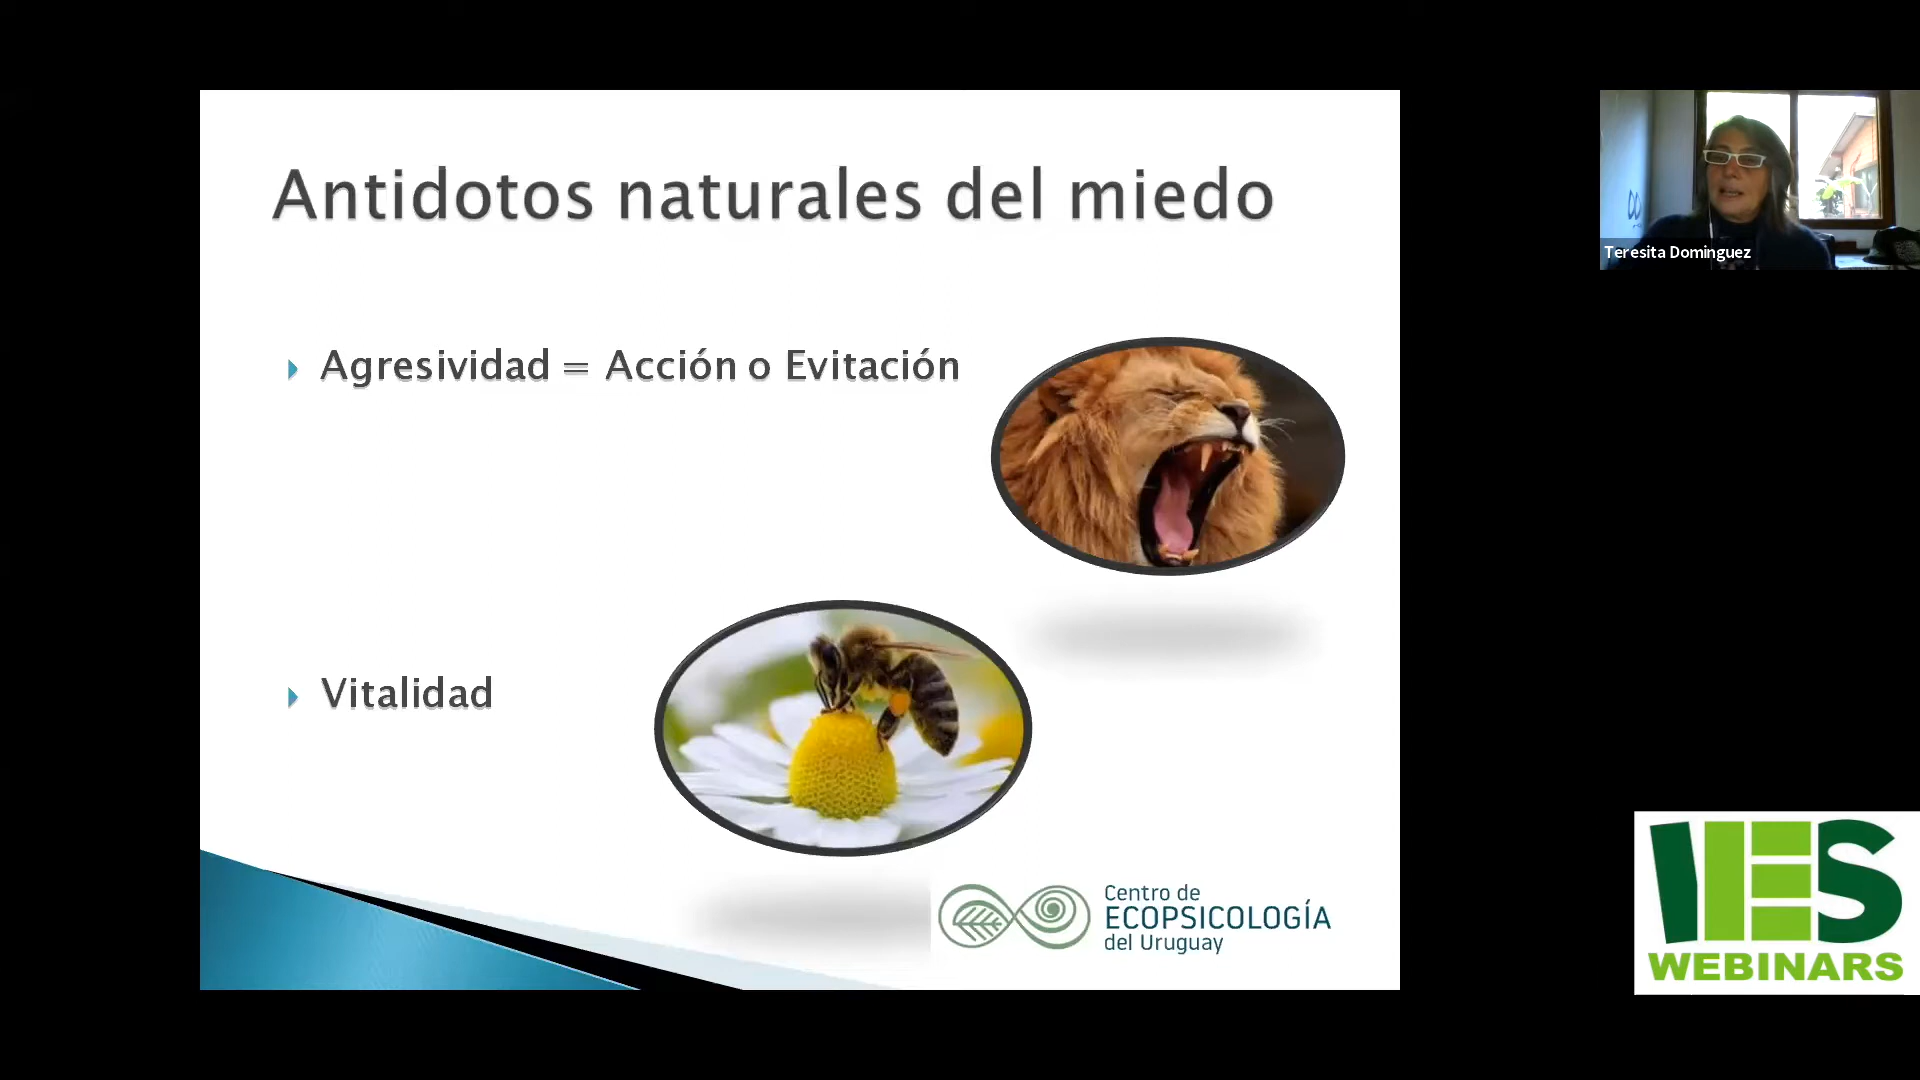 Antidotos naturales del miedo
Agresividad = Acción o Evitación
Vitalidad
Centro de
ECOPSICOLOGÍA
del Uruguay
Teresita Dominguez
IES
WEBINARS